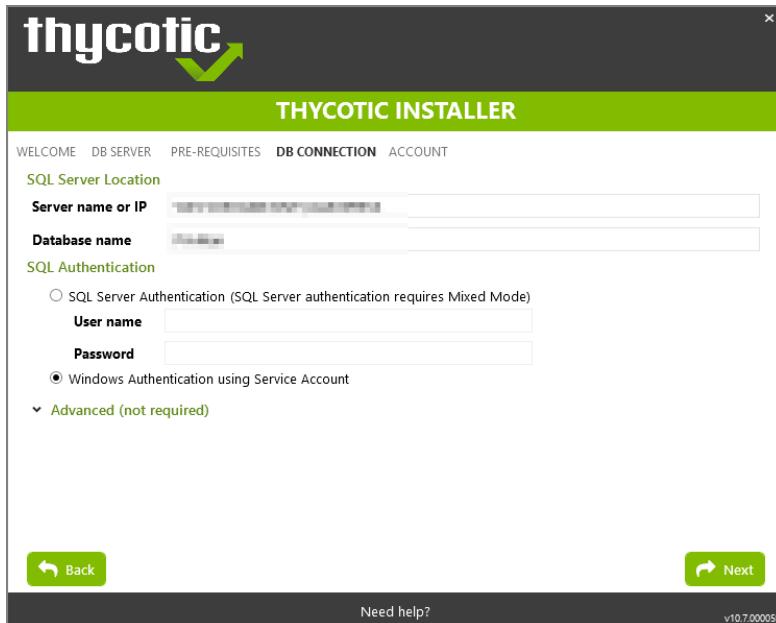 thycotic
THYCOTIC INSTALLER
WELCOME DB SERVER PRE-REQUISITES DB CONNECTION ACCOUNT
SQL Server Location
Server name or IP
Database name
SQL Authentication
SQL Server Authentication (SQL Server authentication requires Mixed Mode)
User name
Password
Windows Authentication using Service Account
Advanced (not required)
Back Next
Need help?
v10.7.00005